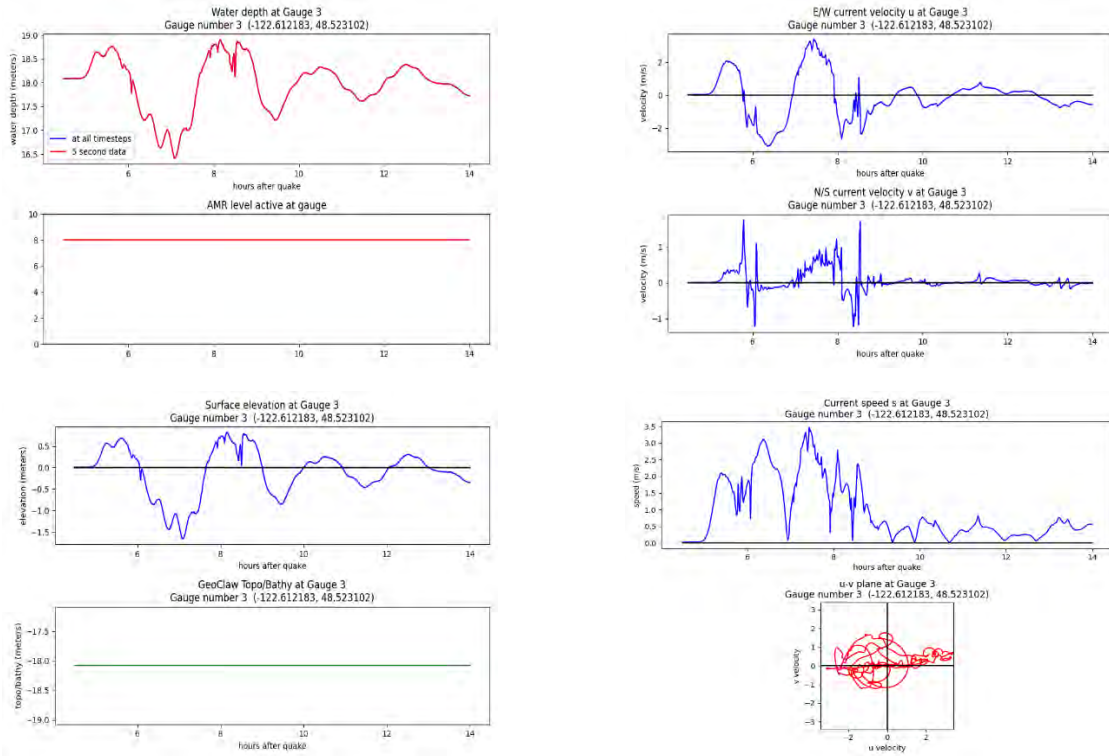 Water depth at Gauge 3
Gauge number 3 (-122.612183, 48.523102)
19.0
18.5
18.0
17.5
17.0
16.5
water depth (meters)
at all timesteps
5 second data
6 8 10 12 14
hours after quake
AMR level active at gauge
10
8
6
4
2
0
6 8 10 12 14
hours after quake
Surface elevation at Gauge 3
Gauge number 3 (-122.612183, 48.523102)
0.5
0.0
-0.5
-1.0
-1.5
elevation (meters)
6 8 10 12 14
hours after quake
GeoClaw Topo/Bathy at Gauge 3
Gauge number 3 (-122.612183, 48.523102)
-17.5
-18.0
-18.5
-19.0
topo/bathy (meters)
6 8 10 12 14
hours after quake
E/W current velocity u at Gauge 3
Gauge number 3 (-122.612183, 48.523102)
2
0
-2
velocity (m/s)
6 8 10 12 14
hours after quake
N/S current velocity v at Gauge 3
Gauge number 3 (-122.612183, 48.523102)
1
0
-1
velocity (m/s)
6 8 10 12 14
hours after quake
Current speed s at Gauge 3
Gauge number 3 (-122.612183, 48.523102)
3.5
3.0
2.5
2.0
1.5
1.0
0.5
0.0
speed (m/s)
6 8 10 12 14
hours after quake
u-v plane at Gauge 3
Gauge number 3 (-122.612183, 48.523102)
3
2
1
0
-1
-2
-3
v velocity
-2 0 2
u velocity